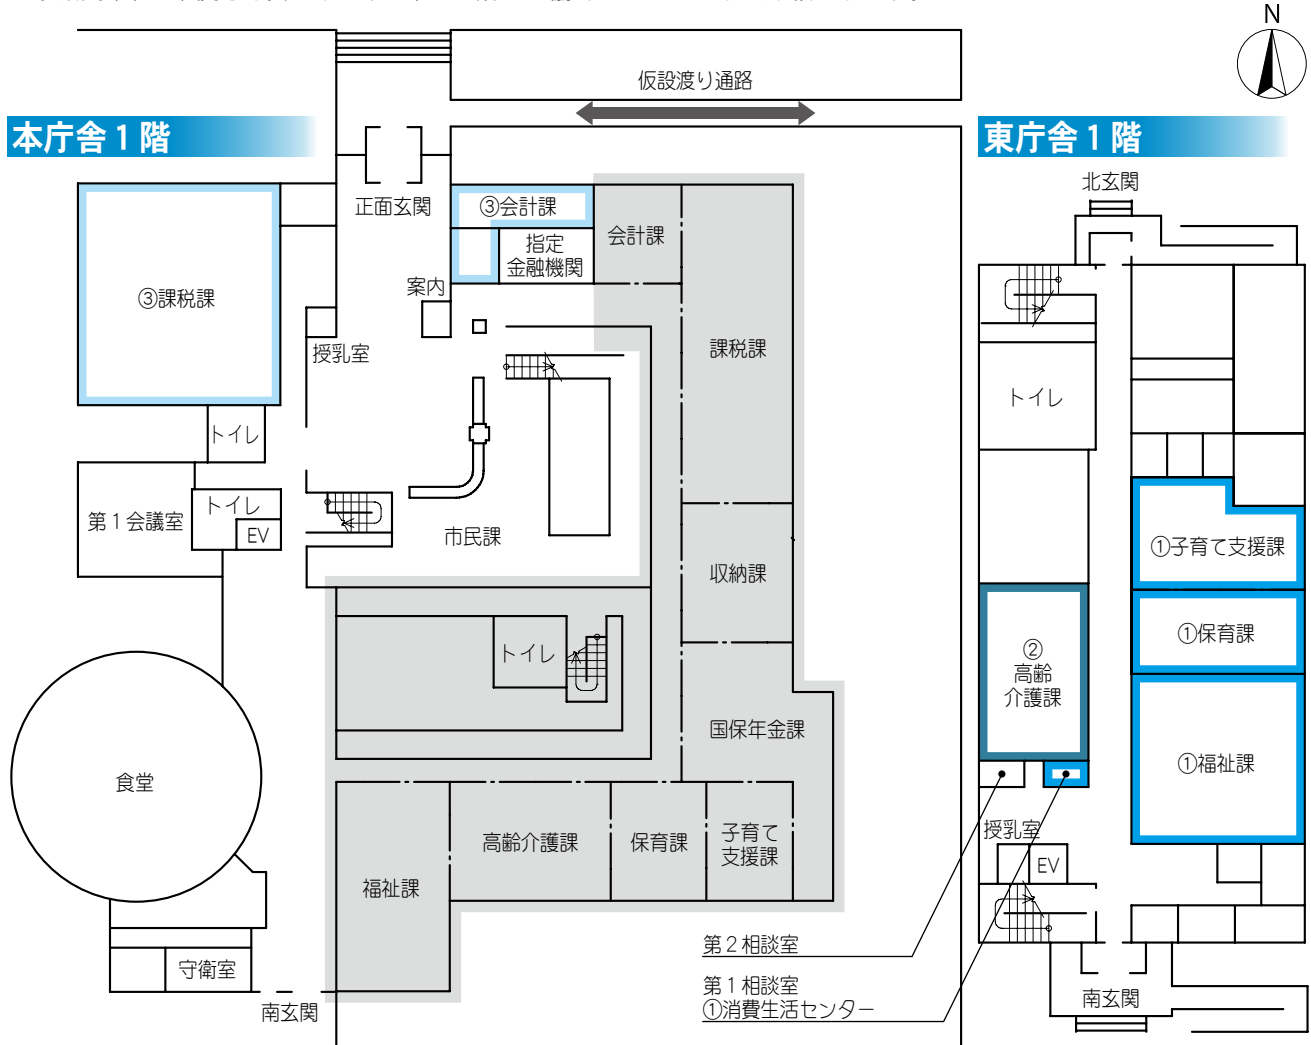 N
仮設渡り通路
本庁舎1階
東庁舎1階
北玄関
正面玄関
③会計課
指定
金融機関
会計課
案内
③課税課
授乳室
課税課
トイレ
トイレ
第1会議室
トイレ
EV
市民課
収納課
①子育て支援課
①保育課
②
高齢
介護課
トイレ
国保年金課
①福祉課
食堂
高齢介護課
保育課
子育て
支援課
福祉課
授乳室
EV
第2相談室
守衛室
第1相談室
①消費生活センター
南玄関
南玄関